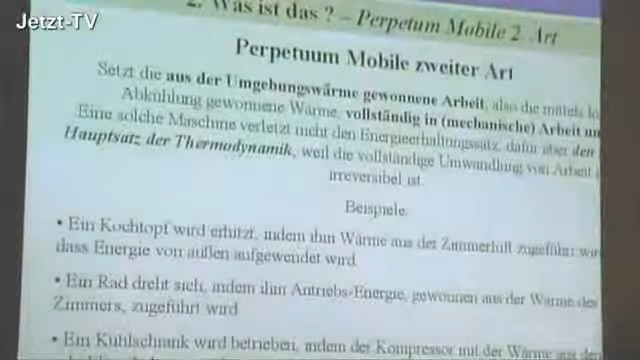 Jetzt-TV
2. Was ist das ? – Perpetum Mobile 2 Art
Perpetuum Mobile zweiter Art
Setzt die aus der Umgebungswärme gewonnene Arbeit, also die mittels
Abkühlung gewonnene Wärme, vollständig in (mechanische) Arbeit
Eine solche Maschine verletzt nicht den Energieerhaltungssatz, dafür aber den
Hauptsatz der Thermodynamik, weil die vollständige Umwandlung von Arbeit
irreversibel ist.
Beispiele:
• Ein Kochtopf wird erhitzt, indem ihm Wärme aus der Zimmerluft zugeführt
dass Energie von außen aufgewendet wird
• Ein Rad dreht sich, indem ihm Antriebs-Energie, gewonnen aus der Wärme des
Zimmers, zugeführt wird
• Ein Kühlschrank wird betrieben, indem der Kompressor mit der Wärme aus